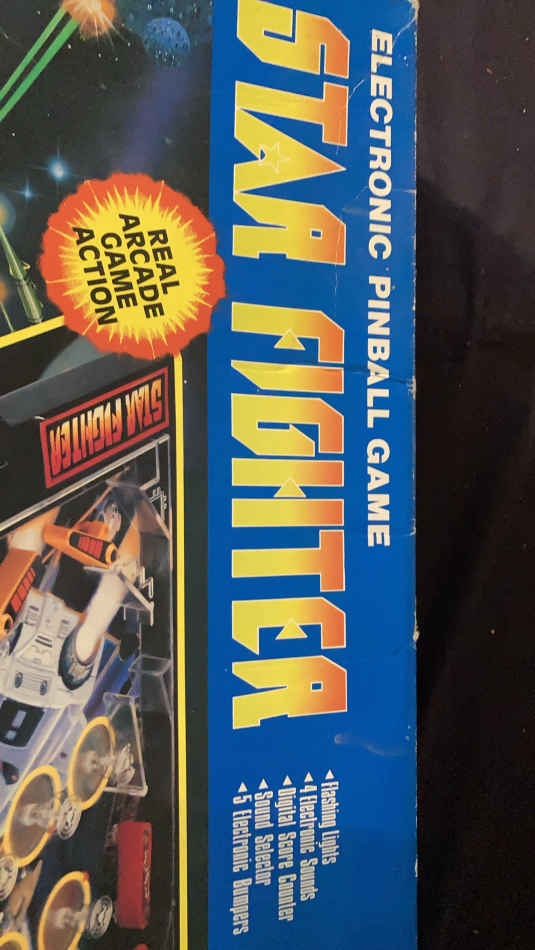 ELECTRONIC PINBALL GAME
STAR FIGHTER
Flashing Lights
4 Electronic Sounds
Digital Score Counter
Sound Selector
5 Electronic Bumpers
REAL
ARCADE
GAME
ACTION
STAR FIGHTER